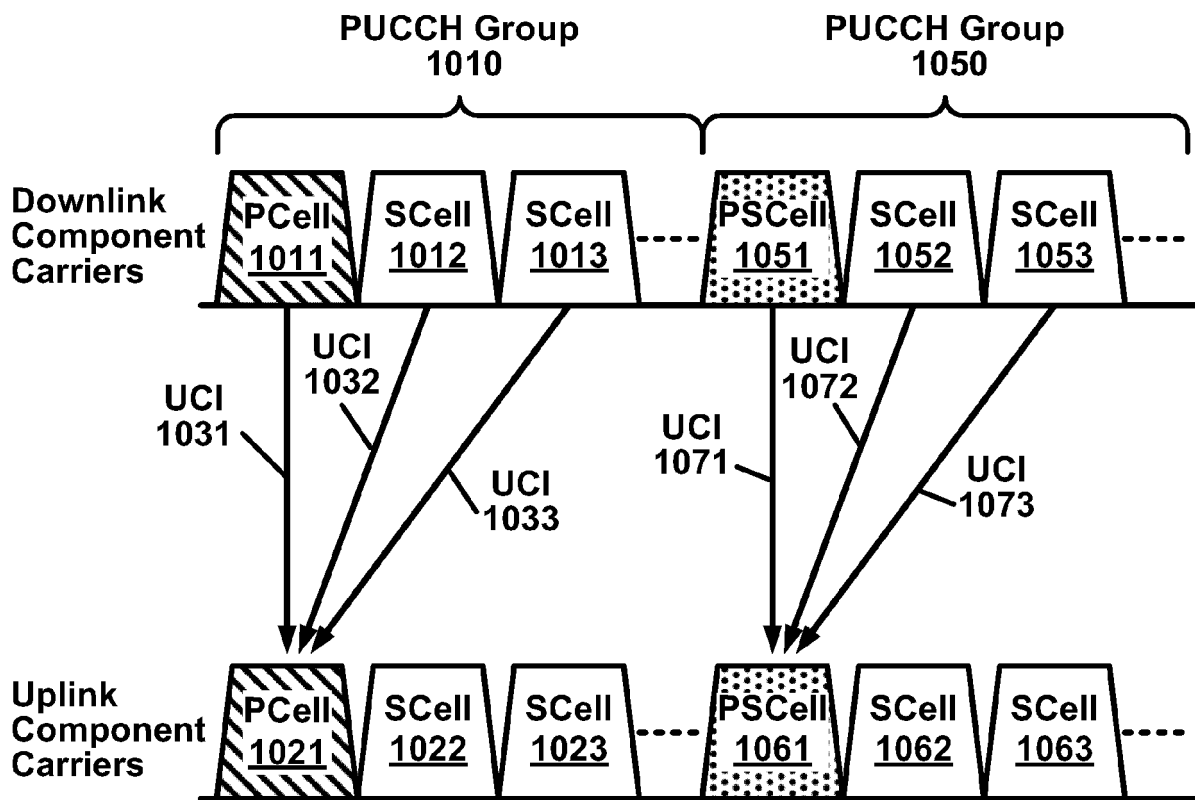 PUCCH Group
1010
PUCCH Group
1050
Downlink
Component
Carriers
PCell
1011
SCell
1012
SCell
1013
PSCell
1051
SCell
1052
SCell
1053
UCI
1031
UCI
1032
UCI
1033
UCI
1071
UCI
1072
UCI
1073
Uplink
Component
Carriers
PCell
1021
SCell
1022
SCell
1023
PSCell
1061
SCell
1062
SCell
1063